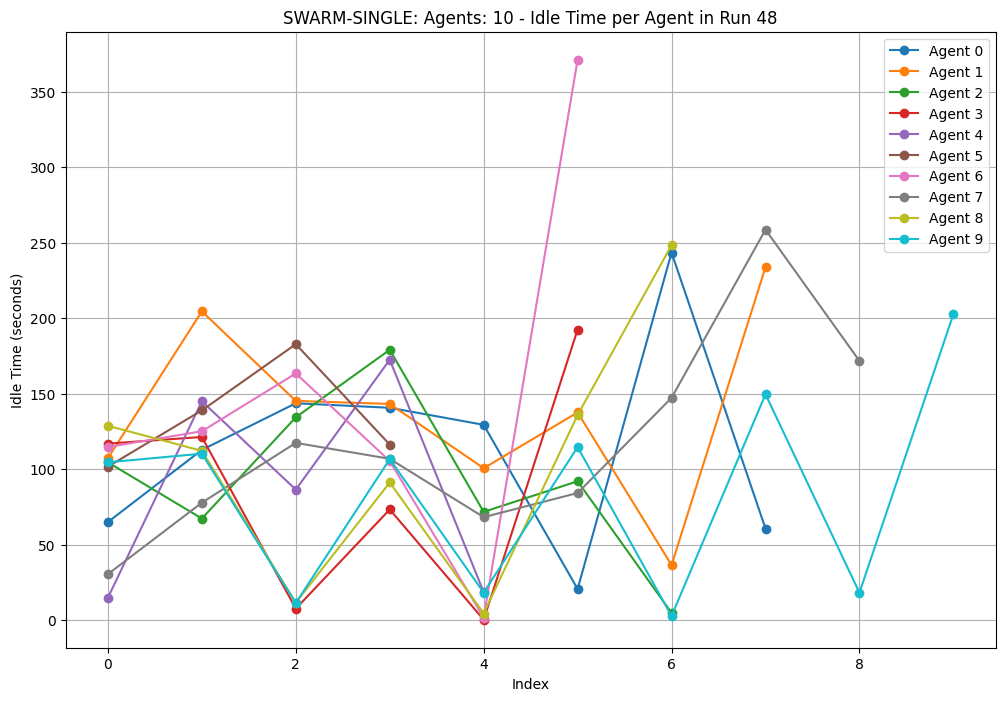 SWARM-SINGLE: Agents: 10 - Idle Time per Agent in Run 48
Idle Time (seconds)
350
300
250
200
150
100
50
0
0
2
4
6
8
Index
Agent 0
Agent 1
Agent 2
Agent 3
Agent 4
Agent 5
Agent 6
Agent 7
Agent 8
Agent 9